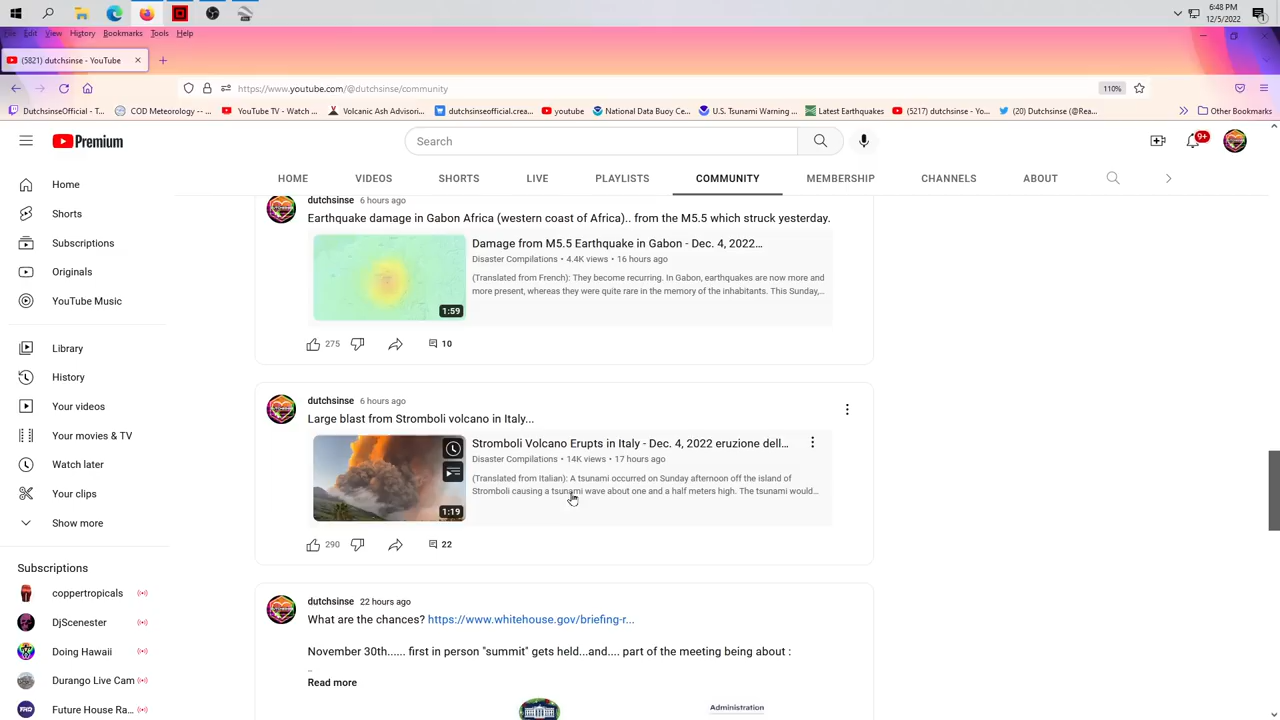 6:48 PM
12/5/2022
File Edit View History Bookmarks Tools Help
(5821) dutchsinse - YouTube
https://www.youtube.com/@dutchsinse/community
110%
DutchsinseOfficial - T...
COD Meteorology -- ...
YouTube TV - Watch ...
Volcanic Ash Advisori...
dutchsinseofficial.crea...
youtube
National Data Buoy Ce...
U.S. Tsunami Warning ...
Latest Earthquakes
(5217) dutchsinse - Yo...
(20) Dutchsinse (@Rea...
Other Bookmarks
Premium
Search
9+
HOME
VIDEOS
SHORTS
LIVE
PLAYLISTS
COMMUNITY
MEMBERSHIP
CHANNELS
ABOUT
Home
Shorts
Subscriptions
Originals
YouTube Music
Library
History
Your videos
Your movies & TV
Watch later
Your clips
Show more
Subscriptions
coppertropicals
DjScenester
Doing Hawaii
Durango Live Cam
Future House Ra...
dutchsinse 6 hours ago
Earthquake damage in Gabon Africa (western coast of Africa).. from the M5.5 which struck yesterday.
1:59
Damage from M5.5 Earthquake in Gabon - Dec. 4, 2022...
Disaster Compilations • 4.4K views • 16 hours ago
(Translated from French): They become recurring. In Gabon, earthquakes are now more and
more present, whereas they were quite rare in the memory of the inhabitants. This Sunday,...
275
10
dutchsinse 6 hours ago
Large blast from Stromboli volcano in Italy...
1:19
Stromboli Volcano Erupts in Italy - Dec. 4, 2022 eruzione dell...
Disaster Compilations • 14K views • 17 hours ago
(Translated from Italian): A tsunami occurred on Sunday afternoon off the island of
Stromboli causing a tsunami wave about one and a half meters high. The tsunami would...
290
22
dutchsinse 22 hours ago
What are the chances? https://www.whitehouse.gov/briefing-r...
November 30th...... first in person "summit" gets held...and.... part of the meeting being about :
..
Read more
Administration